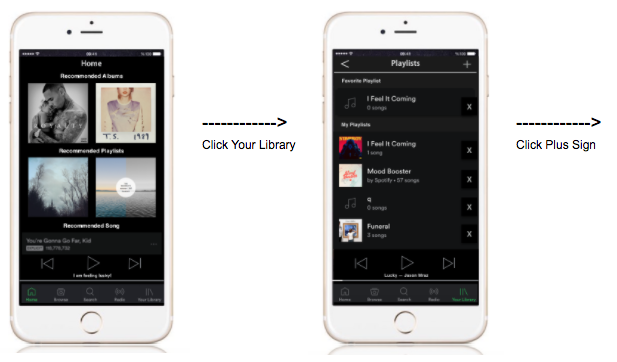 Home
Recommended Albums
T. S. 1989
Recommended Playlists
Recommended Song
You're Gonna Go Far, Kid
I am feeling lucky!
Home Browse Search Radio Your Library
------------>
Click Your Library
< Playlists +
Favorite Playlist
I Feel It Coming
0 songs
X
My Playlists
I Feel It Coming
1 song
X
Mood Booster
by Spotify • 57 songs
X
q
0 songs
X
Funeral
3 songs
X
Lucky — Jason Mraz
Home Browse Search Radio Your Library
------------>
Click Plus Sign